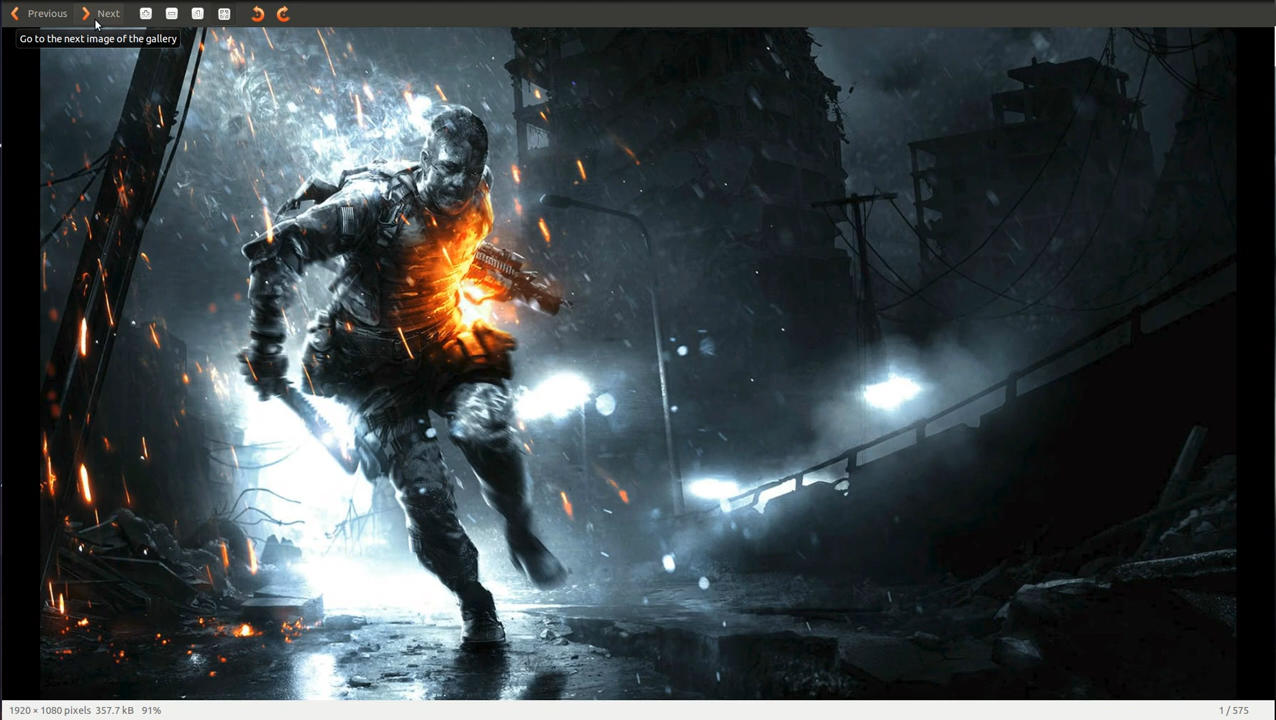 Previous Next
Go to the next image of the gallery
1920 × 1080 pixels 357.7 kB 91% 1 / 575